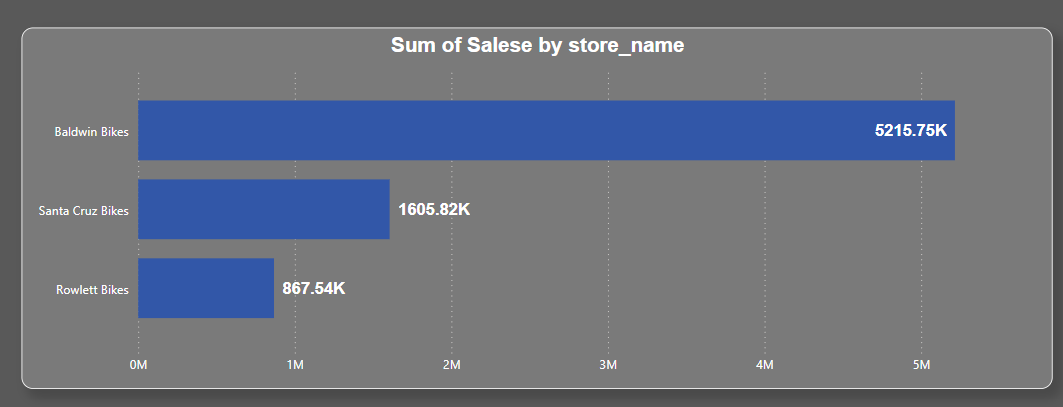 Sum of Salese by store_name
Baldwin Bikes
5215.75K
Santa Cruz Bikes
1605.82K
Rowlett Bikes
867.54K
0M
1M
2M
3M
4M
5M